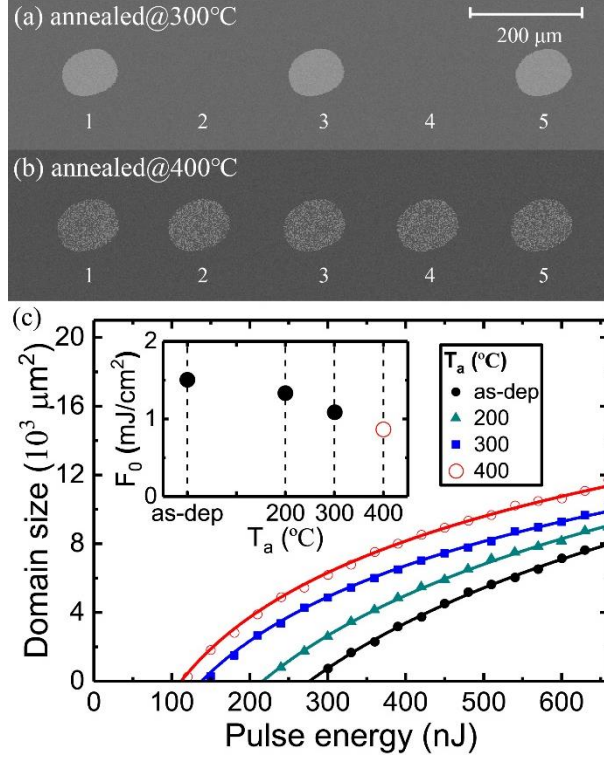 (a) annealed@300℃
200 μm
1 2 3 4 5
(b) annealed@400℃
1 2 3 4 5
(c)
20
16
12
8
4
0
Domain size (10³ μm²)
2
1
0
F₀ (mJ/cm²)
as-dep 200 300 400
Tₐ (ºC)
Tₐ (ºC)
as-dep
200
300
400
0 100 200 300 400 500 600
Pulse energy (nJ)